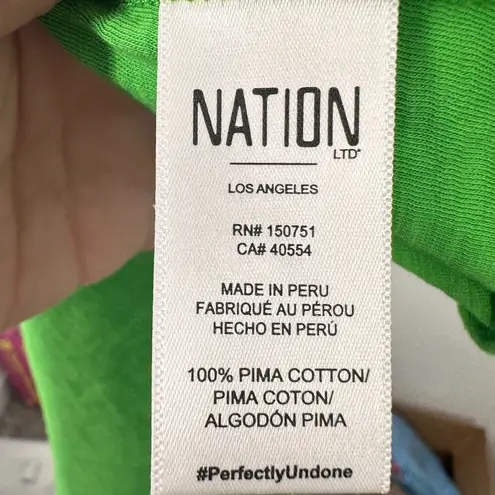 NATION
LTD®
LOS ANGELES
RN# 150751
CA# 40554
MADE IN PERU
FABRIQUÉ AU PÉROU
HECHO EN PERÚ
100% PIMA COTTON/
PIMA COTON/
ALGODÓN PIMA
#PerfectlyUndone